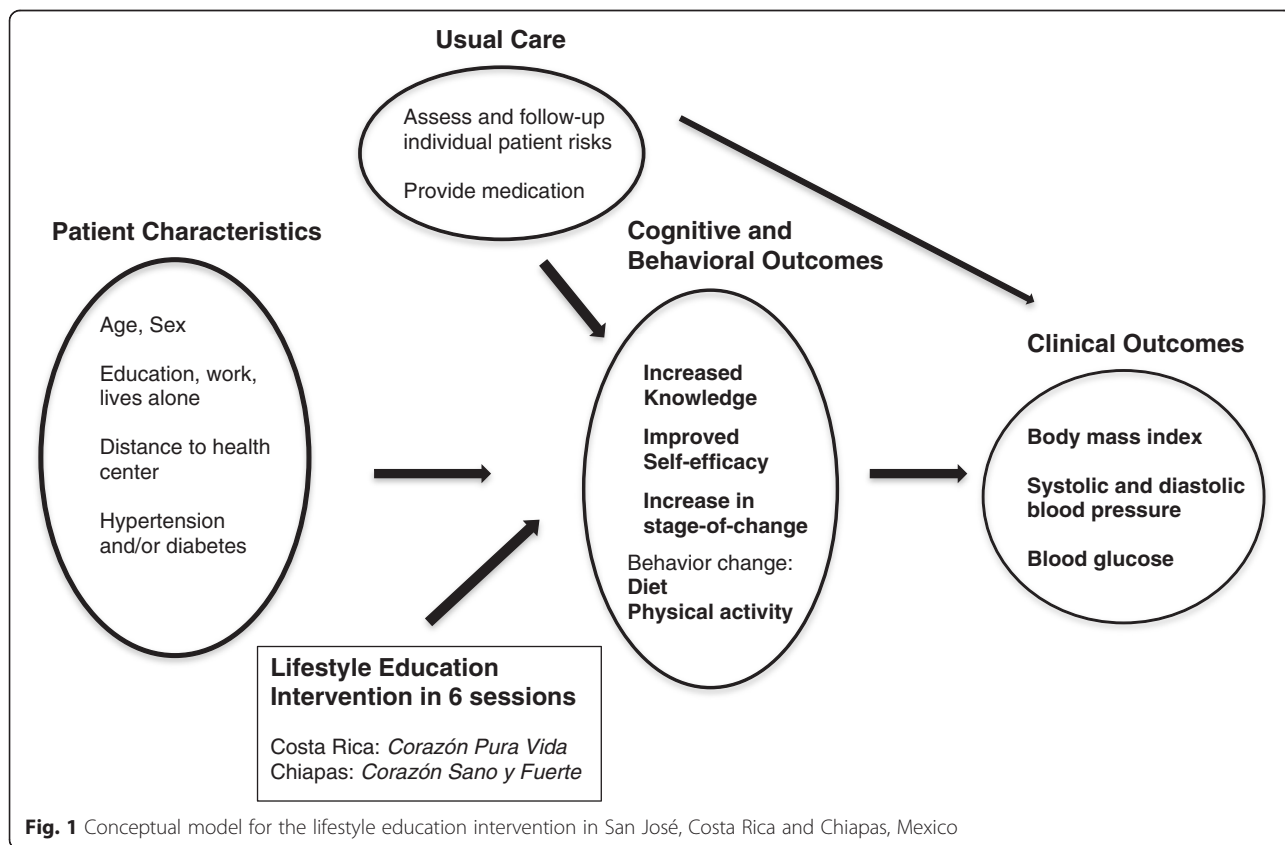 Usual Care
Assess and follow-up
individual patient risks
Provide medication
Patient Characteristics
Age, Sex
Education, work,
lives alone
Distance to health
center
Hypertension
and/or diabetes
Cognitive and
Behavioral Outcomes
Increased
Knowledge
Improved
Self-efficacy
Increase in
stage-of-change
Behavior change:
Diet
Physical activity
Clinical Outcomes
Body mass index
Systolic and diastolic
blood pressure
Blood glucose
Lifestyle Education
Intervention in 6 sessions
Costa Rica: Corazón Pura Vida
Chiapas: Corazón Sano y Fuerte
Fig. 1 Conceptual model for the lifestyle education intervention in San José, Costa Rica and Chiapas, Mexico